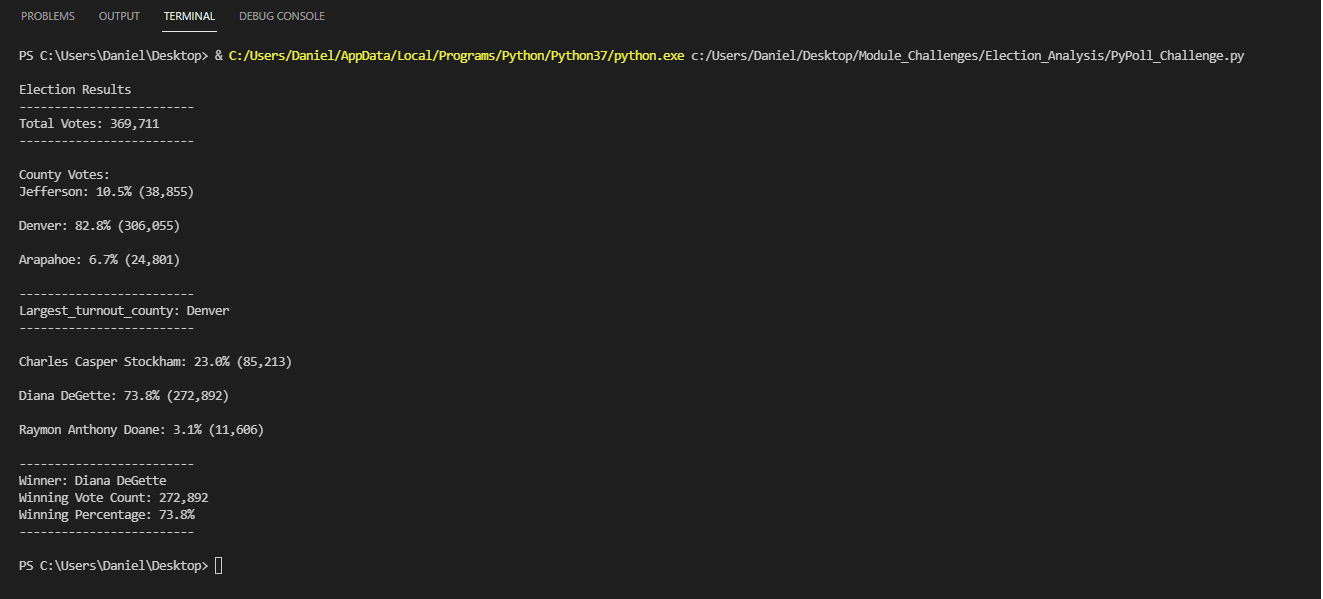 PROBLEMS OUTPUT TERMINAL DEBUG CONSOLE
PS C:\Users\Daniel\Desktop> & C:/Users/Daniel/AppData/Local/Programs/Python/Python37/python.exe c:/Users/Daniel/Desktop/Module_Challenges/Election_Analysis/PyPoll_Challenge.py
Election Results
-------------------------
Total Votes: 369,711
-------------------------
County Votes:
Jefferson: 10.5% (38,855)
Denver: 82.8% (306,055)
Arapahoe: 6.7% (24,801)
-------------------------
Largest_turnout_county: Denver
-------------------------
Charles Casper Stockham: 23.0% (85,213)
Diana DeGette: 73.8% (272,892)
Raymon Anthony Doane: 3.1% (11,606)
-------------------------
Winner: Diana DeGette
Winning Vote Count: 272,892
Winning Percentage: 73.8%
-------------------------
PS C:\Users\Daniel\Desktop>